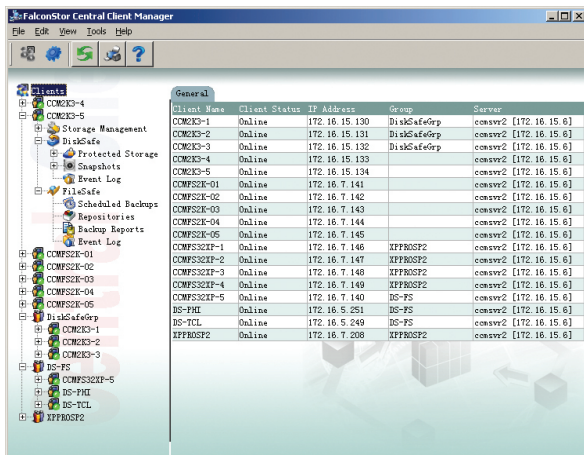 FalconStor Central Client Manager
File Edit View Tools Help
Clients
CCM2K3-4
CCM2K3-5
Storage Management
DiskSafe
Protected Storage
Snapshots
Event Log
FileSafe
Scheduled Backups
Repositories
Backup Reports
Event Log
CCMFS2K-01
CCMFS2K-02
CCMFS2K-03
CCMFS2K-04
CCMFS2K-05
DiskSafeGrp
CCM2K3-1
CCM2K3-2
CCM2K3-3
DS-FS
CCMFS32XP-5
DS-PHI
DS-TCL
XPPROSP2
General
Client Name Client Status IP Address Group Server
CCM2K3-1 Online 172.16.15.130 DiskSafeGrp ccmsvr2 [172.16.15.6]
CCM2K3-2 Online 172.16.15.131 DiskSafeGrp ccmsvr2 [172.16.15.6]
CCM2K3-3 Online 172.16.15.132 DiskSafeGrp ccmsvr2 [172.16.15.6]
CCM2K3-4 Online 172.16.15.133 ccmsvr2 [172.16.15.6]
CCM2K3-5 Online 172.16.15.134 ccmsvr2 [172.16.15.6]
CCMFS2K-01 Online 172.16.7.141 ccmsvr2 [172.16.15.6]
CCMFS2K-02 Online 172.16.7.142 ccmsvr2 [172.16.15.6]
CCMFS2K-03 Online 172.16.7.143 ccmsvr2 [172.16.15.6]
CCMFS2K-04 Online 172.16.7.144 ccmsvr2 [172.16.15.6]
CCMFS2K-05 Online 172.16.7.145 ccmsvr2 [172.16.15.6]
CCMFS32XP-1 Online 172.16.7.146 XPPROSP2 ccmsvr2 [172.16.15.6]
CCMFS32XP-2 Online 172.16.7.147 XPPROSP2 ccmsvr2 [172.16.15.6]
CCMFS32XP-3 Online 172.16.7.148 XPPROSP2 ccmsvr2 [172.16.15.6]
CCMFS32XP-4 Online 172.16.7.149 XPPROSP2 ccmsvr2 [172.16.15.6]
CCMFS32XP-5 Online 172.16.7.140 DS-FS ccmsvr2 [172.16.15.6]
DS-PHI Online 172.16.5.251 DS-FS ccmsvr2 [172.16.15.6]
DS-TCL Online 172.16.5.249 DS-FS ccmsvr2 [172.16.15.6]
XPPROSP2 Online 172.16.7.208 XPPROSP2 ccmsvr2 [172.16.15.6]